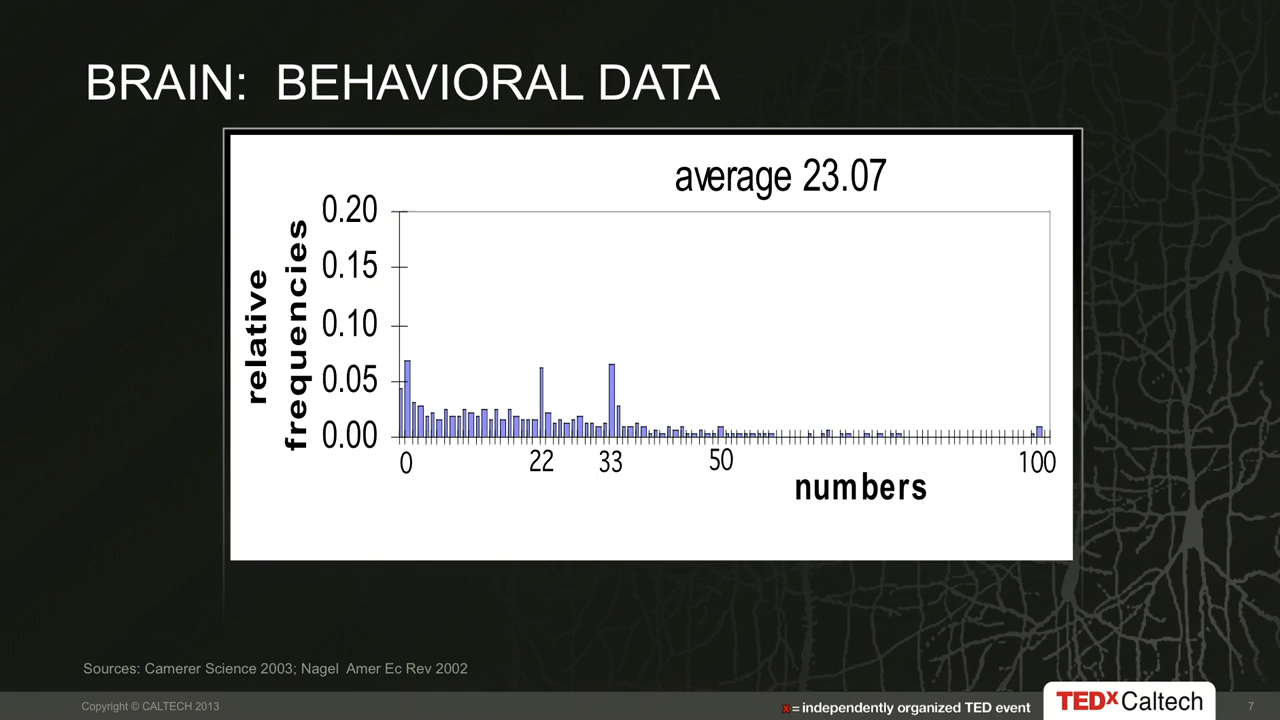 BRAIN: BEHAVIORAL DATA
average 23.07
relative
frequencies
0.20
0.15
0.10
0.05
0.00
0 22 33 50 100
numbers
Sources: Camerer Science 2003; Nagel Amer Ec Rev 2002
Copyright © CALTECH 2013
x = independently organized TED event
TEDxCaltech
7